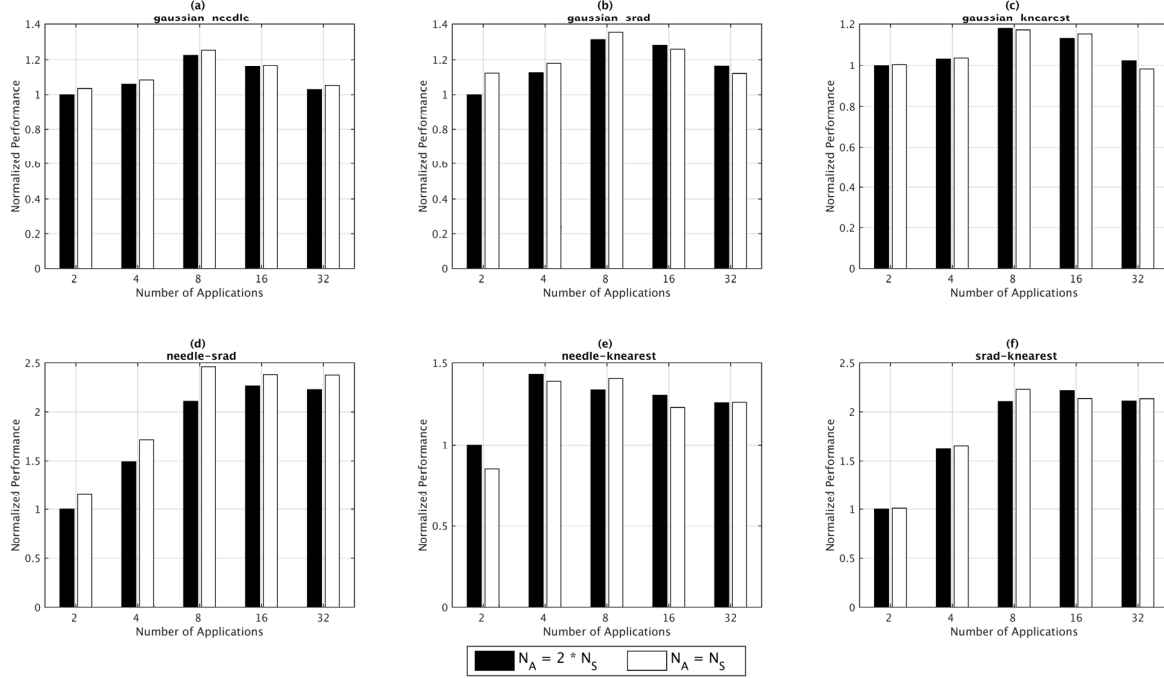 (a)
gaussian-needle
Normalized Performance
1.4
1.2
1
0.8
0.6
0.4
0.2
0
2 4 8 16 32
Number of Applications
(b)
gaussian-srad
Normalized Performance
1.4
1.2
1
0.8
0.6
0.4
0.2
0
2 4 8 16 32
Number of Applications
(c)
gaussian-knearest
Normalized Performance
1.2
1
0.8
0.6
0.4
0.2
0
2 4 8 16 32
Number of Applications
(d)
needle-srad
Normalized Performance
2.5
2
1.5
1
0.5
0
2 4 8 16 32
Number of Applications
(e)
needle-knearest
Normalized Performance
1.5
1
0.5
0
2 4 8 16 32
Number of Applications
(f)
srad-knearest
Normalized Performance
2.5
2
1.5
1
0.5
0
2 4 8 16 32
Number of Applications
N_A = 2 * N_S
N_A = N_S